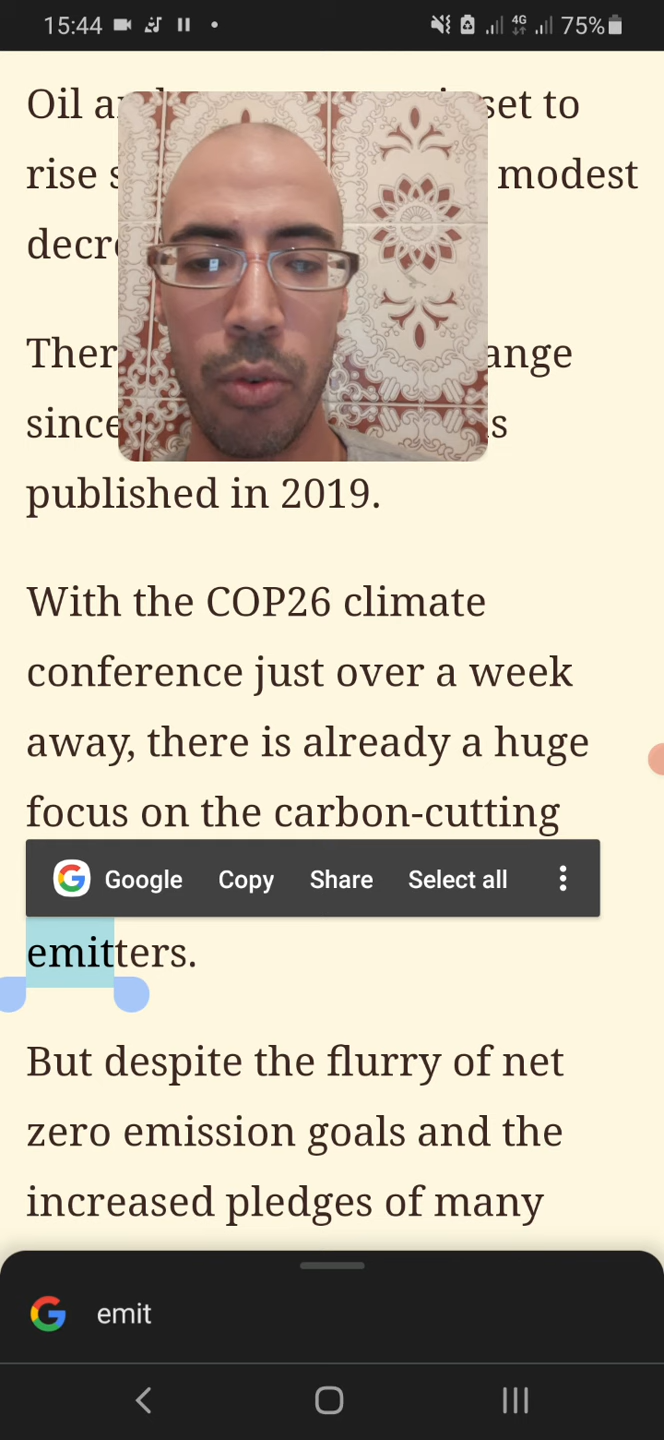 15:44 4G 75%
Oil set to
rise modest
decr
Ther ange
since s
published in 2019.
With the COP26 climate
conference just over a week
away, there is already a huge
focus on the carbon-cutting
Google Copy Share Select all
emitters.
But despite the flurry of net
zero emission goals and the
increased pledges of many
emit